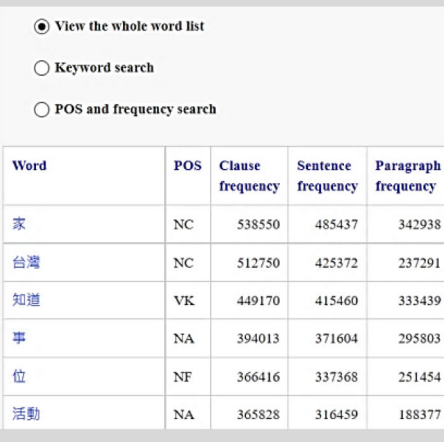 View the whole word list
Keyword search
POS and frequency search
Word POS Clause frequency Sentence frequency Paragraph frequency
家 NC 538550 485437 342938
台灣 NC 512750 425372 237291
知道 VK 449170 415460 333439
事 NA 394013 371604 295803
位 NF 366416 337368 251454
活動 NA 365828 316459 188377